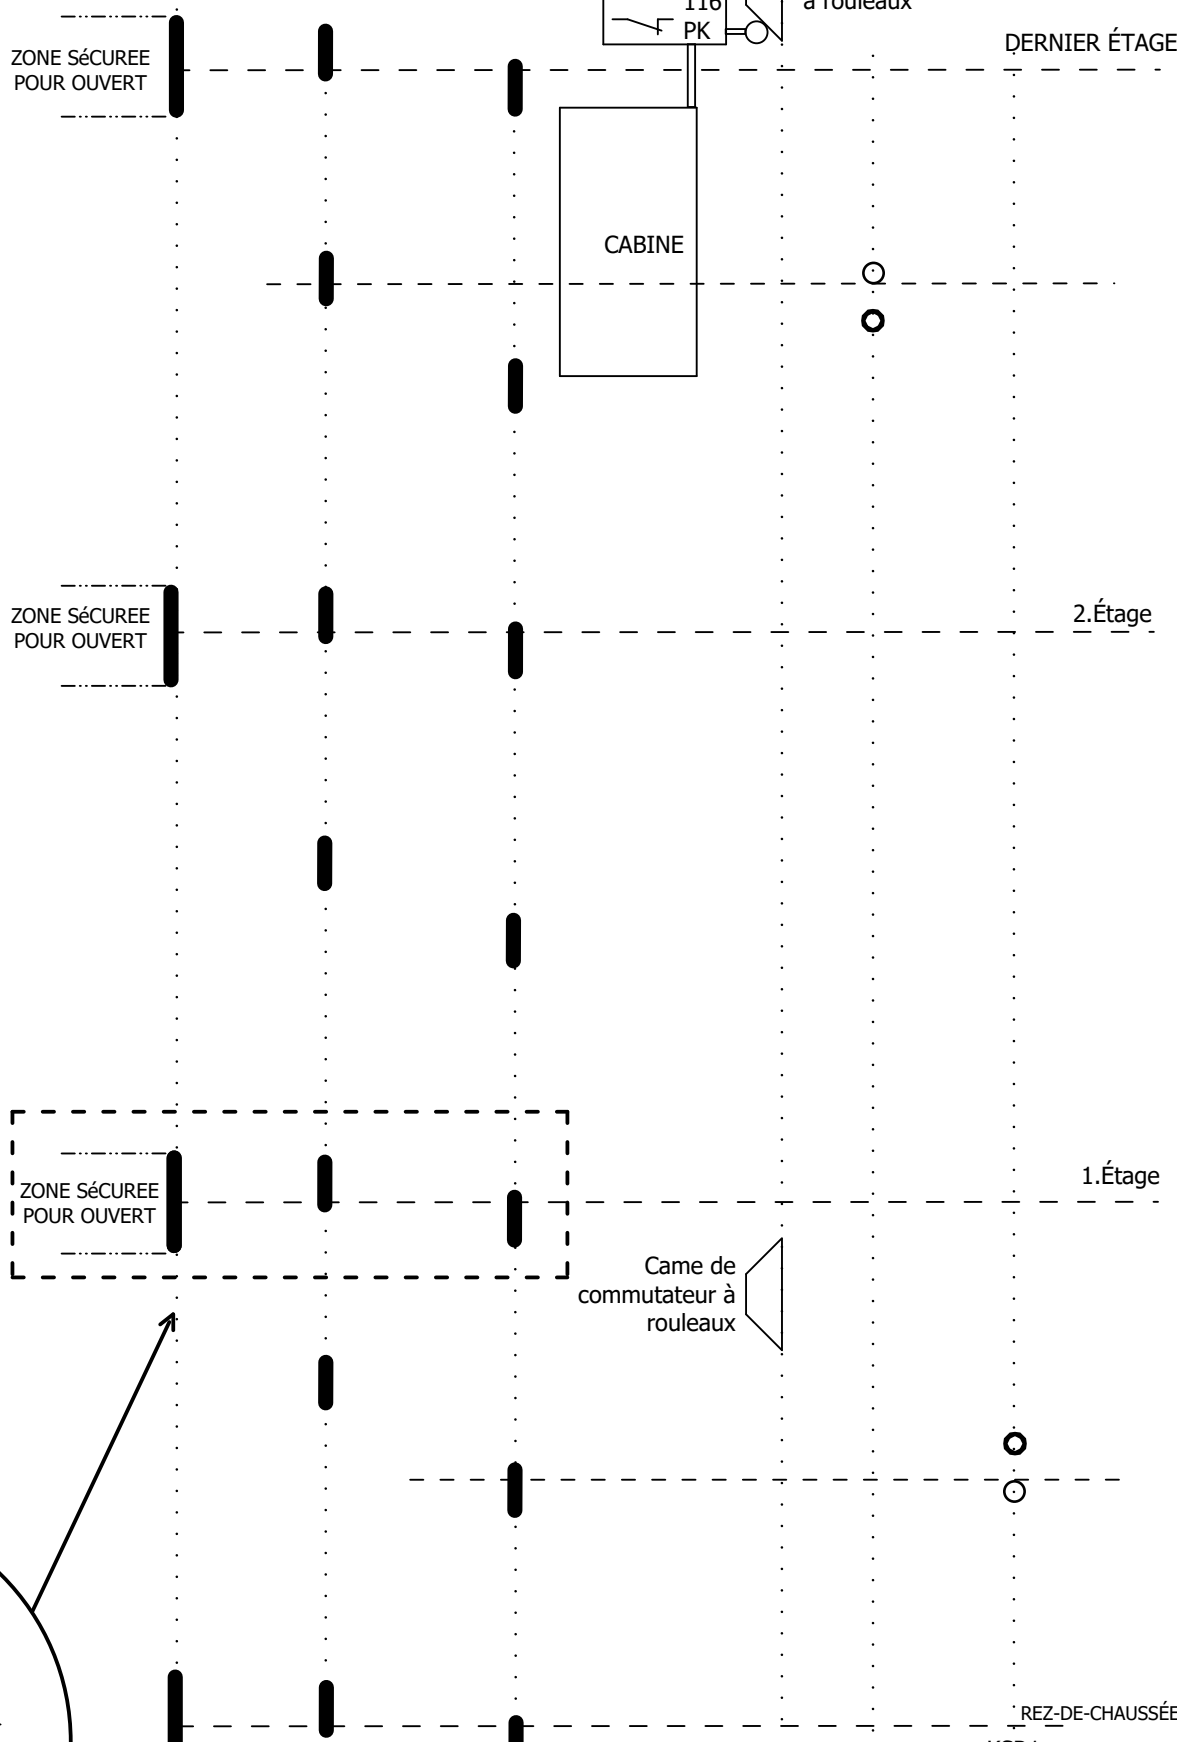 116
PK
à rouleaux
DERNIER ÉTAGE
ZONE SéCUREE
POUR OUVERT
CABINE
ZONE SéCUREE
POUR OUVERT
2.Étage
ZONE SéCUREE
POUR OUVERT
1.Étage
Came de
commutateur à
rouleaux
REZ-DE-CHAUSSÉE